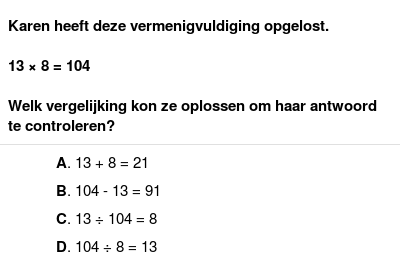 Karen heeft deze vermenigvuldiging opgelost.
13 × 8 = 104
Welk vergelijking kon ze oplossen om haar antwoord
te controleren?
A. 13 + 8 = 21
B. 104 - 13 = 91
C. 13 ÷ 104 = 8
D. 104 ÷ 8 = 13